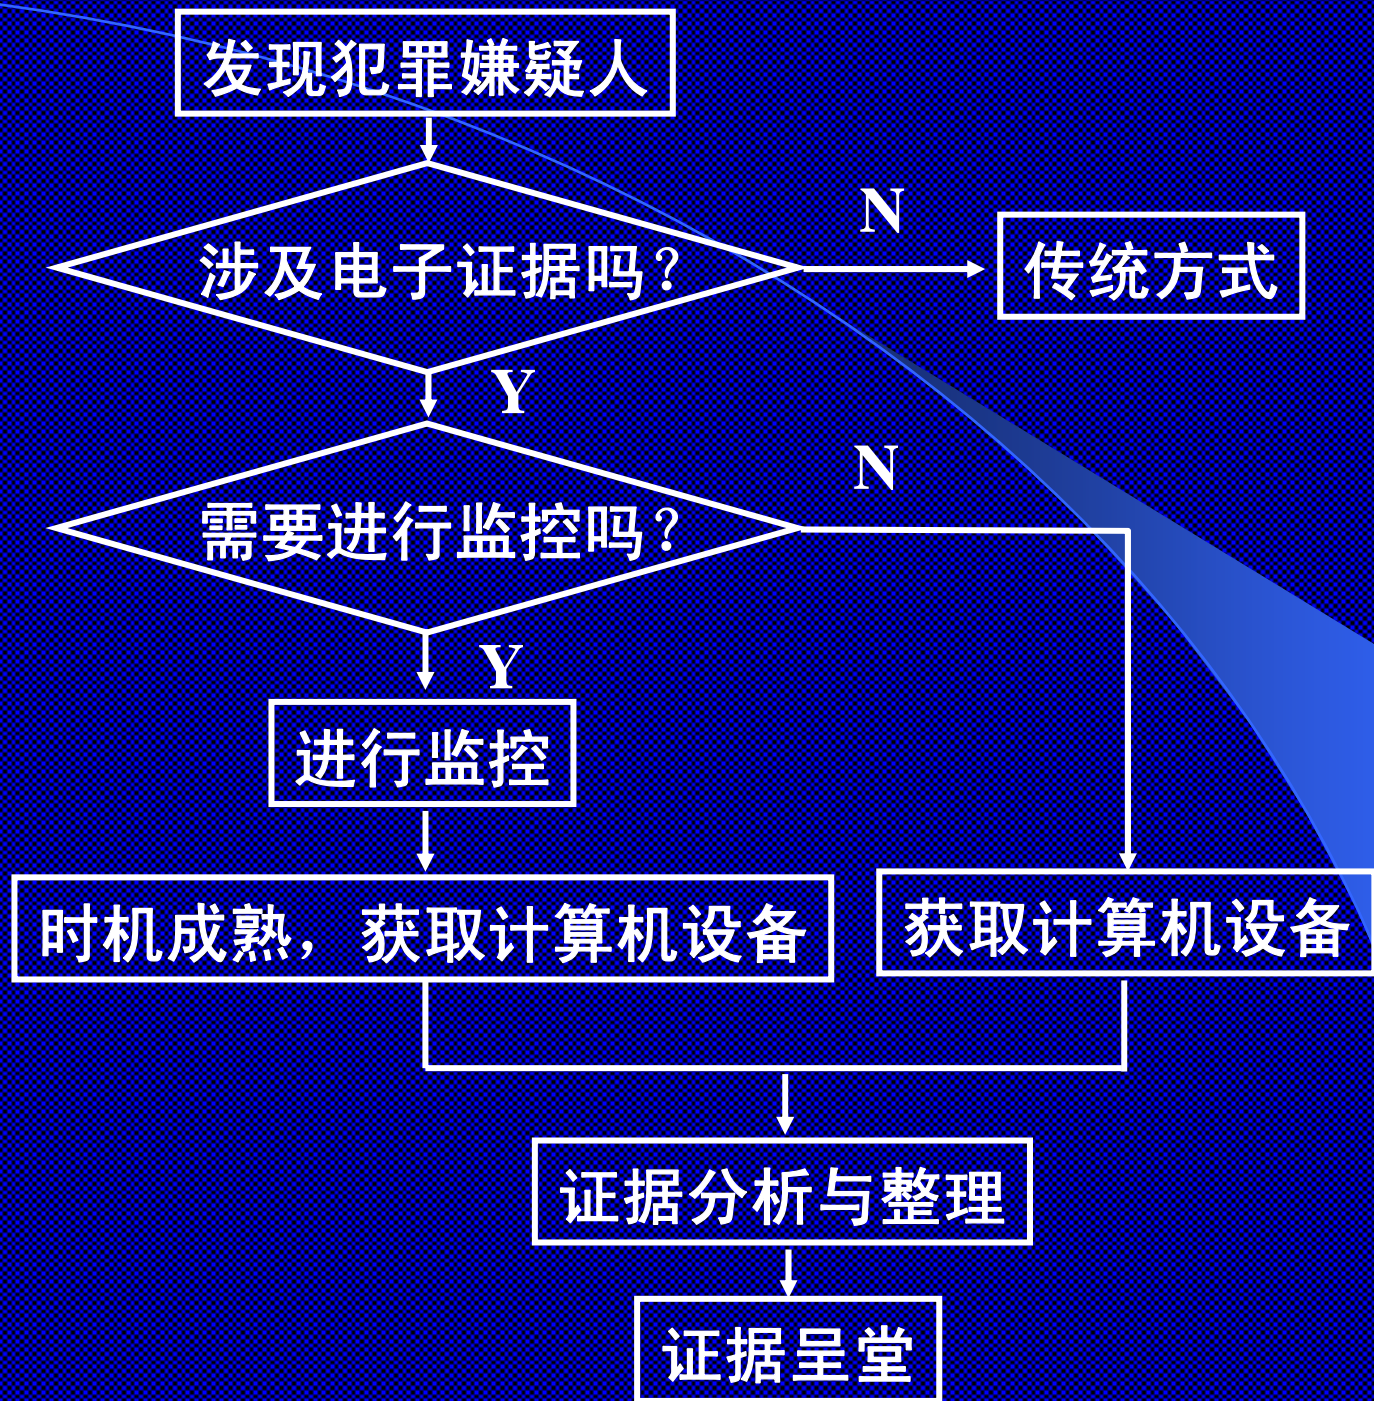 发现犯罪嫌疑人
涉及电子证据吗？
N
传统方式
Y
需要进行监控吗？
N
Y
进行监控
时机成熟，获取计算机设备
获取计算机设备
证据分析与整理
证据呈堂